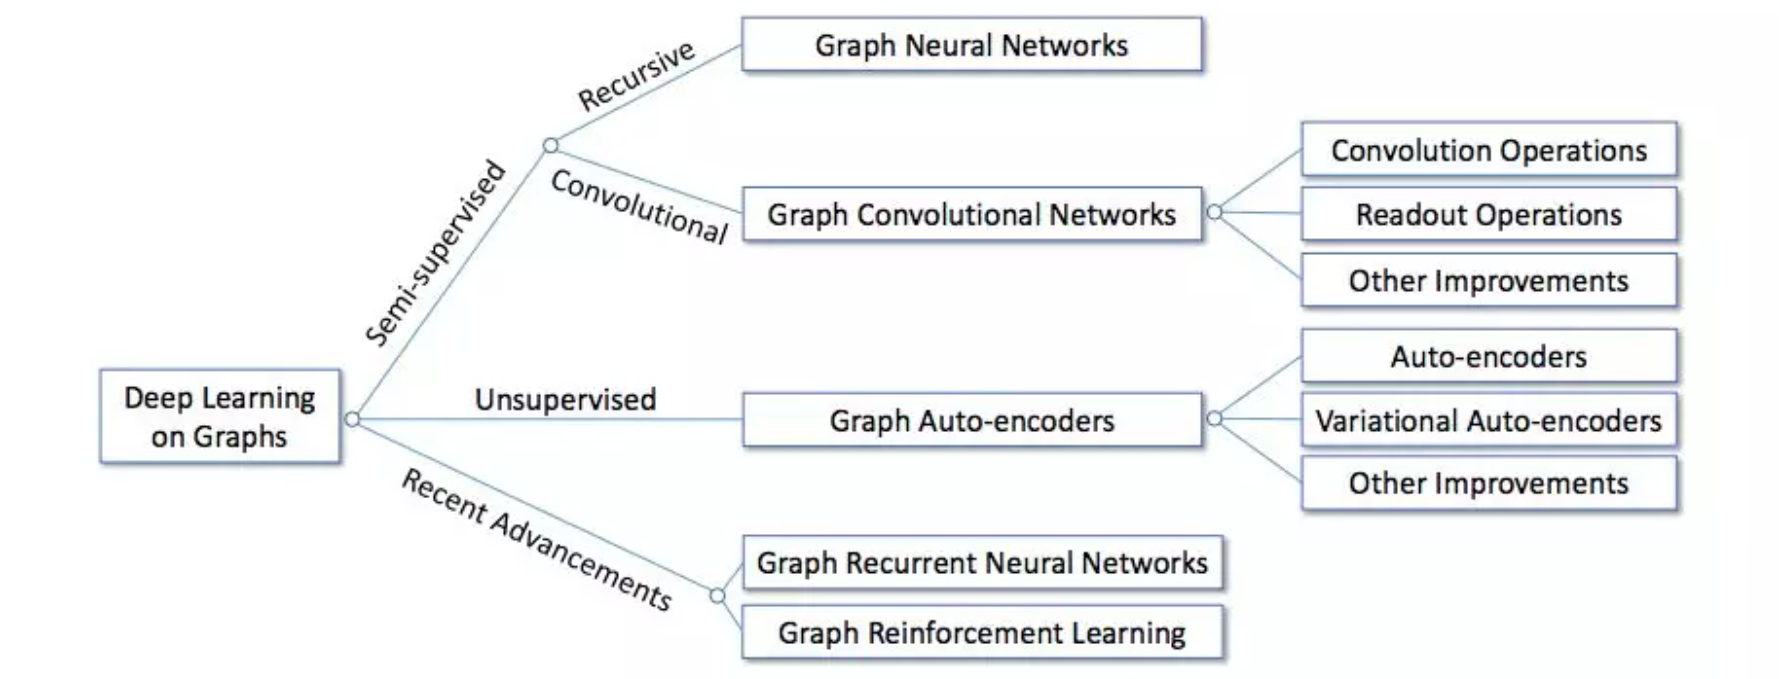 Deep Learning
on Graphs
Semi-supervised
Recursive
Graph Neural Networks
Convolutional
Graph Convolutional Networks
Convolution Operations
Readout Operations
Other Improvements
Unsupervised
Graph Auto-encoders
Auto-encoders
Variational Auto-encoders
Other Improvements
Recent Advancements
Graph Recurrent Neural Networks
Graph Reinforcement Learning